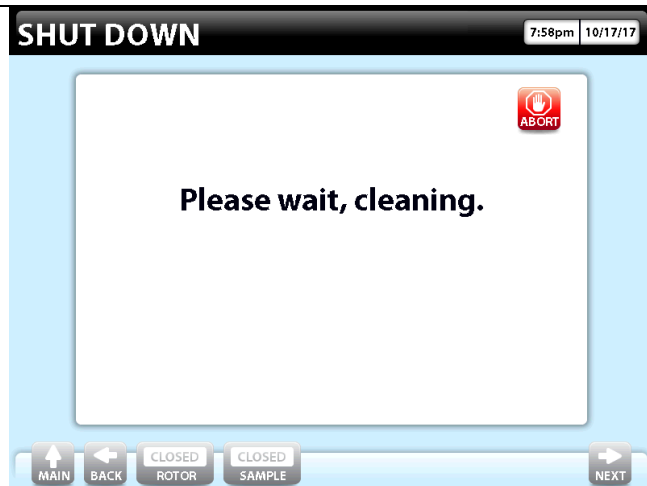 SHUT DOWN
7:58pm 10/17/17
ABORT
Please wait, cleaning.
CLOSED CLOSED
MAIN BACK ROTOR SAMPLE NEXT